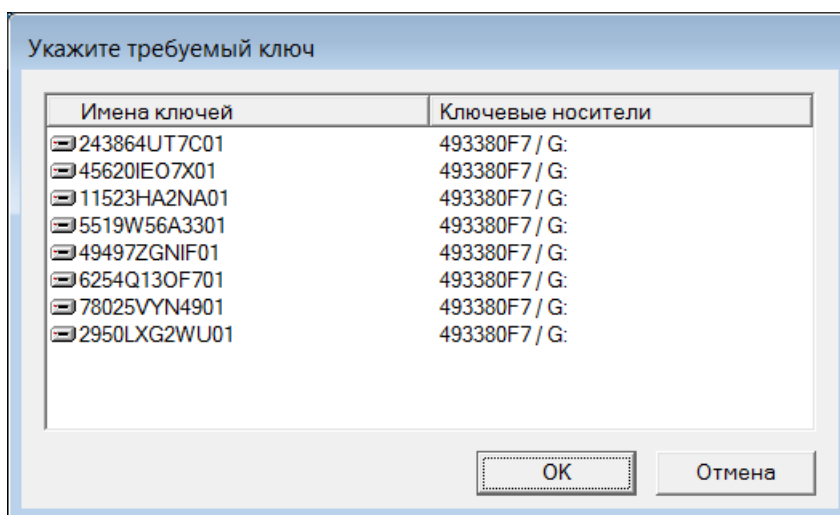 Укажите требуемый ключ
Имена ключей Ключевые носители
243864UT7C01 493380F7 / G:
45620IEO7X01 493380F7 / G:
11523HA2NA01 493380F7 / G:
5519W56A3301 493380F7 / G:
49497ZGNIF01 493380F7 / G:
6254Q13OF701 493380F7 / G:
78025VYN4901 493380F7 / G:
2950LXG2WU01 493380F7 / G:
OK Отмена